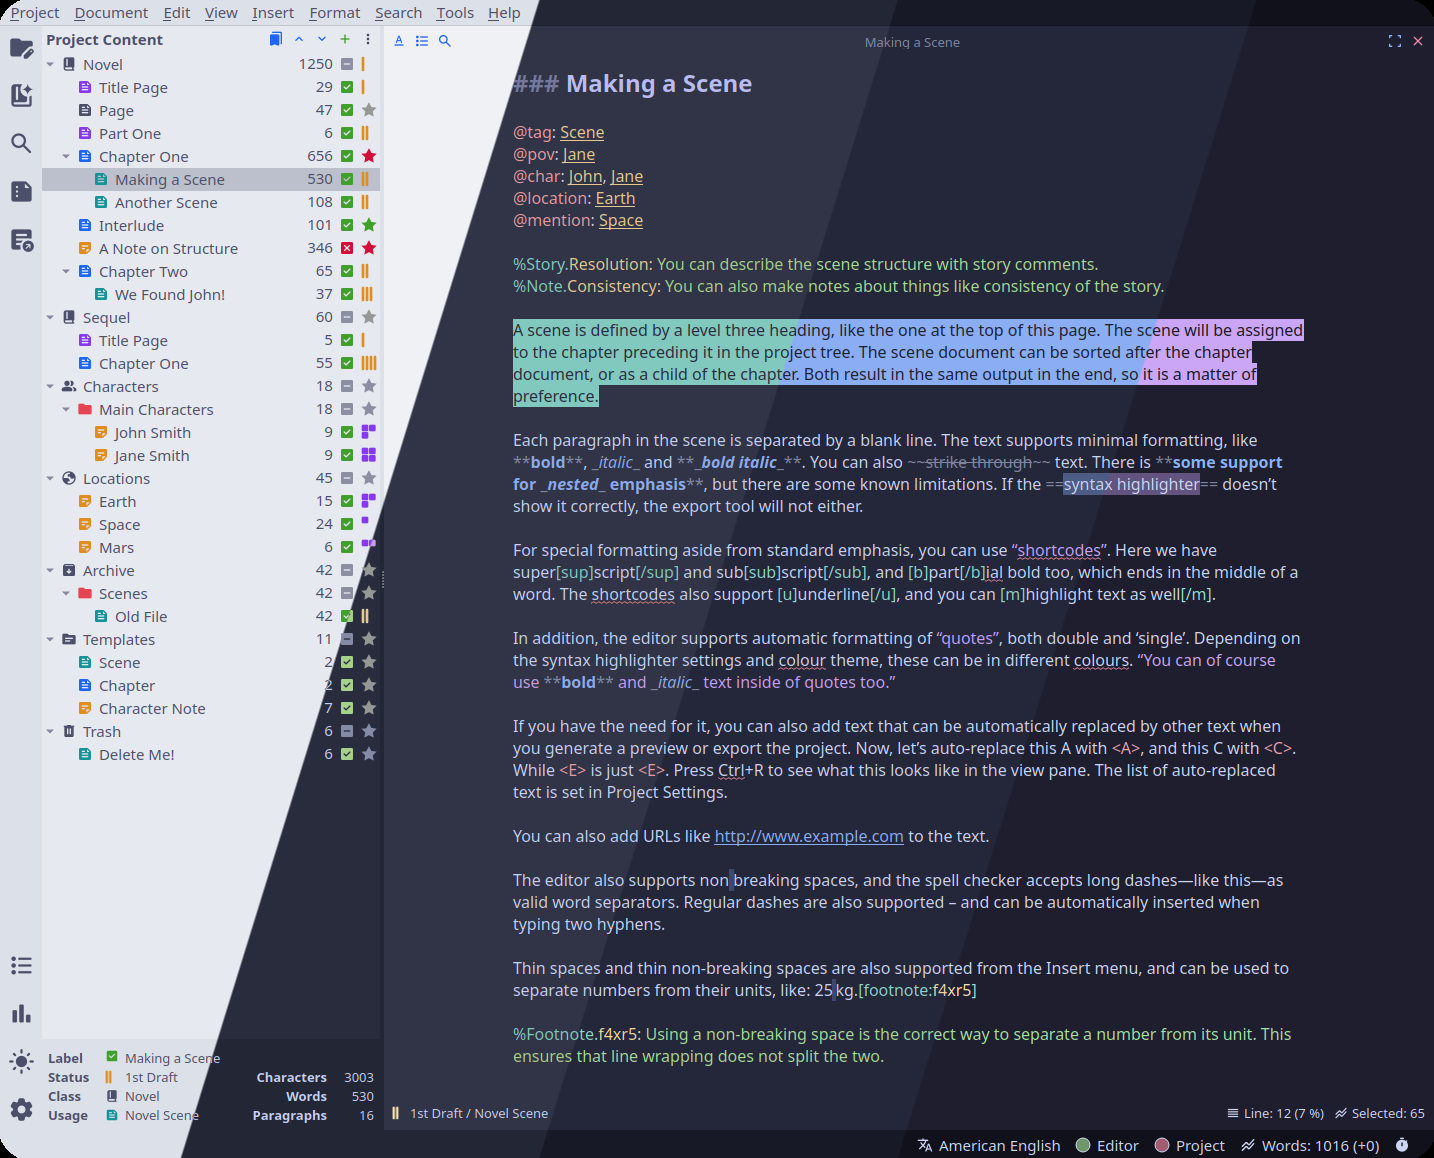 Project Document Edit View Insert Format Search Tools Help
Project Content
Novel 1250
Title Page 29
Page 47
Part One 6
Chapter One 656
Making a Scene 530
Another Scene 108
Interlude 101
A Note on Structure 346
Chapter Two 65
We Found John! 37
Sequel 60
Title Page 5
Chapter One 55
Characters 18
Main Characters 18
John Smith 9
Jane Smith 9
Locations 45
Earth 15
Space 24
Mars 6
Archive 42
Scenes 42
Old File 42
Templates 11
Scene 2
Chapter 2
Character Note 7
Trash 6
Delete Me! 6
Label Making a Scene
Status 1st Draft Characters 3003
Class Novel Words 530
Usage Novel Scene Paragraphs 16
Making a Scene
### Making a Scene
@tag: Scene
@pov: Jane
@char: John, Jane
@location: Earth
@mention: Space
%Story.Resolution: You can describe the scene structure with story comments.
%Note.Consistency: You can also make notes about things like consistency of the story.
A scene is defined by a level three heading, like the one at the top of this page. The scene will be assigned
to the chapter preceding it in the project tree. The scene document can be sorted after the chapter
document, or as a child of the chapter. Both result in the same output in the end, so it is a matter of
preference.
Each paragraph in the scene is separated by a blank line. The text supports minimal formatting, like
**bold**, _italic_ and **_bold italic_**. You can also ~~strike through~~ text. There is **some support
for _nested_ emphasis**, but there are some known limitations. If the ==syntax highlighter== doesn’t
show it correctly, the export tool will not either.
For special formatting aside from standard emphasis, you can use “shortcodes”. Here we have
super[sup]script[/sup] and sub[sub]script[/sub], and [b]part[/b]ial bold too, which ends in the middle of a
word. The shortcodes also support [u]underline[/u], and you can [m]highlight text as well[/m].
In addition, the editor supports automatic formatting of “quotes”, both double and ‘single’. Depending on
the syntax highlighter settings and colour theme, these can be in different colours. “You can of course
use **bold** and _italic_ text inside of quotes too.”
If you have the need for it, you can also add text that can be automatically replaced by other text when
you generate a preview or export the project. Now, let’s auto-replace this A with <A>, and this C with <C>.
While <E> is just <E>. Press Ctrl+R to see what this looks like in the view pane. The list of auto-replaced
text is set in Project Settings.
You can also add URLs like http://www.example.com to the text.
The editor also supports non breaking spaces, and the spell checker accepts long dashes—like this—as
valid word separators. Regular dashes are also supported – and can be automatically inserted when
typing two hyphens.
Thin spaces and thin non-breaking spaces are also supported from the Insert menu, and can be used to
separate numbers from their units, like: 25 kg.[footnote:f4xr5]
%Footnote.f4xr5: Using a non-breaking space is the correct way to separate a number from its unit. This
ensures that line wrapping does not split the two.
1st Draft / Novel Scene Line: 12 (7 %) Selected: 65
American English Editor Project Words: 1016 (+0)